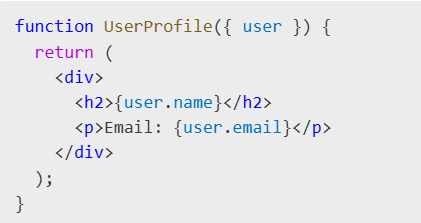 function UserProfile({ user }) {
  return (
    <div>
      <h2>{user.name}</h2>
      <p>Email: {user.email}</p>
    </div>
  );
}